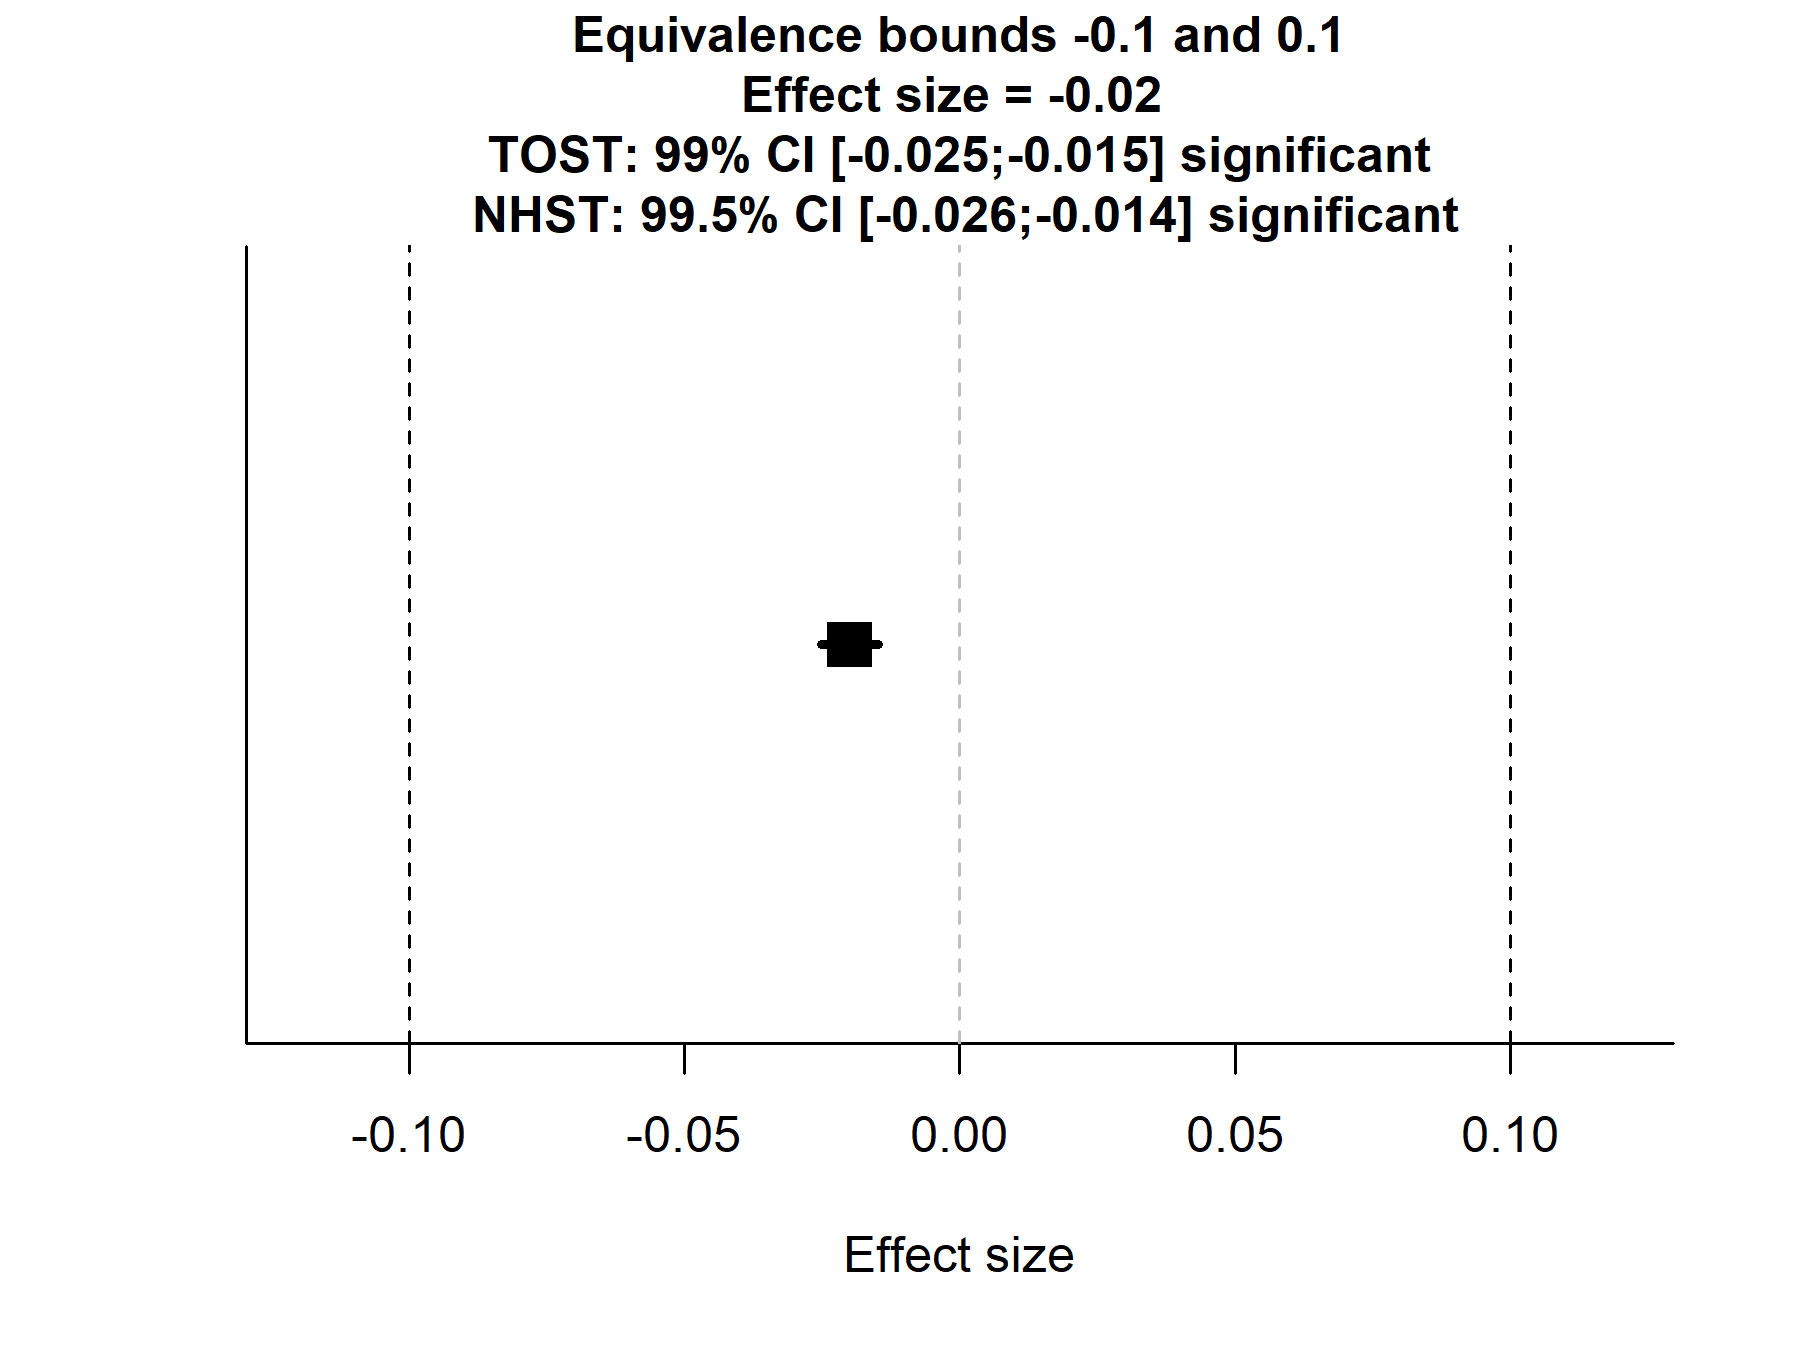 Equivalence bounds -0.1 and 0.1
Effect size = -0.02
TOST: 99% CI [-0.025;-0.015] significant
NHST: 99.5% CI [-0.026;-0.014] significant
-0.10 -0.05 0.00 0.05 0.10
Effect size